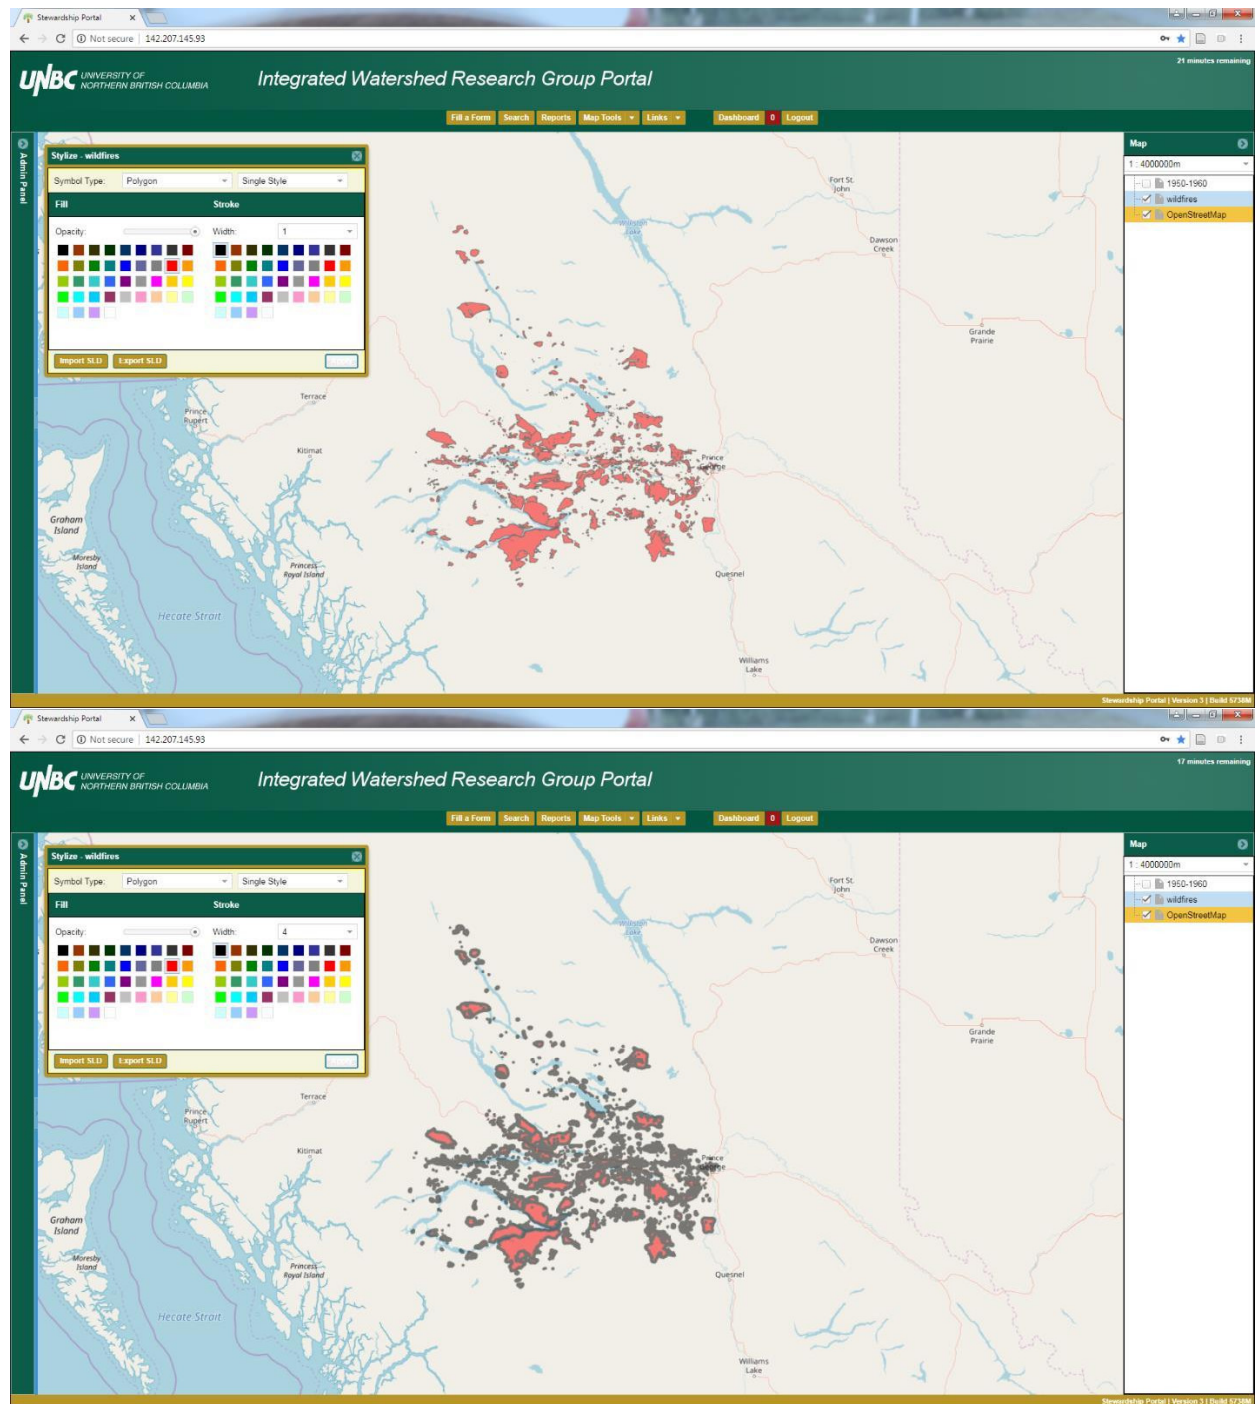 Stewardship Portal
Not secure | 142.207.145.93
21 minutes remaining
UNBC UNIVERSITY OF NORTHERN BRITISH COLUMBIA
Integrated Watershed Research Group Portal
Fill a Form Search Reports Map Tools Links Dashboard 0 Logout
Admin Panel
Stylize - wildfires
Symbol Type: Polygon Single Style
Fill Stroke
Opacity: Width: 1
Import SLD Export SLD
Map
1 : 4000000m
1950-1960
wildfires
OpenStreetMap
Fort St. John
Williston Lake
Dawson Creek
Grande Prairie
Terrace
Prince Rupert
Kitimat
Prince George
Graham Island
Moresby Island
Princess Royal Island
Quesnel
Hecate Strait
Williams Lake
Stewardship Portal | Version 3 | Build 6738M
Stewardship Portal
Not secure | 142.207.145.93
17 minutes remaining
UNBC UNIVERSITY OF NORTHERN BRITISH COLUMBIA
Integrated Watershed Research Group Portal
Fill a Form Search Reports Map Tools Links Dashboard 0 Logout
Admin Panel
Stylize - wildfires
Symbol Type: Polygon Single Style
Fill Stroke
Opacity: Width: 4
Import SLD Export SLD
Map
1 : 4000000m
1950-1960
wildfires
OpenStreetMap
Fort St. John
Williston Lake
Dawson Creek
Grande Prairie
Terrace
Prince Rupert
Kitimat
Prince George
Graham Island
Moresby Island
Princess Royal Island
Quesnel
Hecate Strait
Williams Lake
Stewardship Portal | Version 3 | Build 6738M